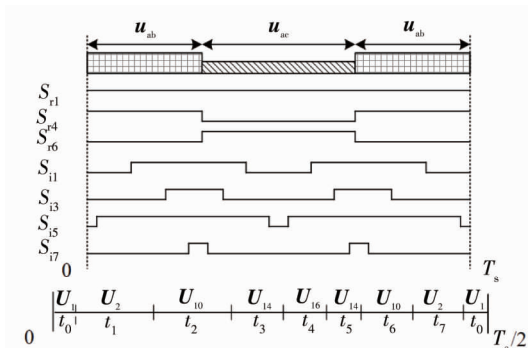 u_ab u_ac u_ab
S_r1
S_r4
S_r6
S_i1
S_i3
S_i5
S_i7
0 T_s
U_1 U_2 U_10 U_14 U_16 U_14 U_10 U_2 U_1
t_0 t_1 t_2 t_3 t_4 t_5 t_6 t_7 t_0
0 T_s/2